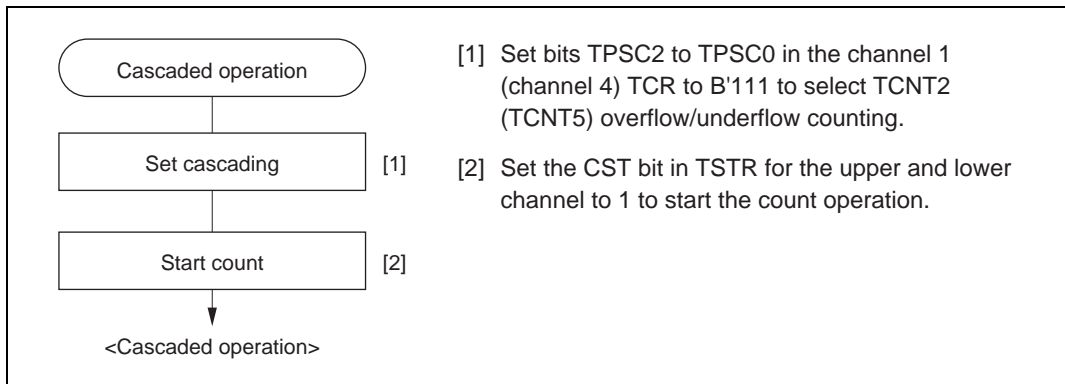 Cascaded operation
Set cascading [1]
Start count [2]
<Cascaded operation>
[1] Set bits TPSC2 to TPSC0 in the channel 1
(channel 4) TCR to B'111 to select TCNT2
(TCNT5) overflow/underflow counting.
[2] Set the CST bit in TSTR for the upper and lower
channel to 1 to start the count operation.